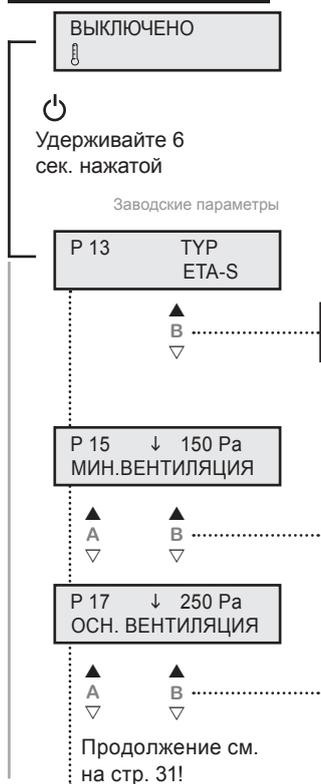 ВЫКЛЮЧЕНО
Удерживайте 6
сек. нажатой
Заводские параметры
P 13 TYP
ETA-S
B
P 15 ↓ 150 Pa
МИН.ВЕНТИЛЯЦИЯ
A B
P 17 ↓ 250 Pa
ОСН. ВЕНТИЛЯЦИЯ
A B
Продолжение см.
на стр. 31!